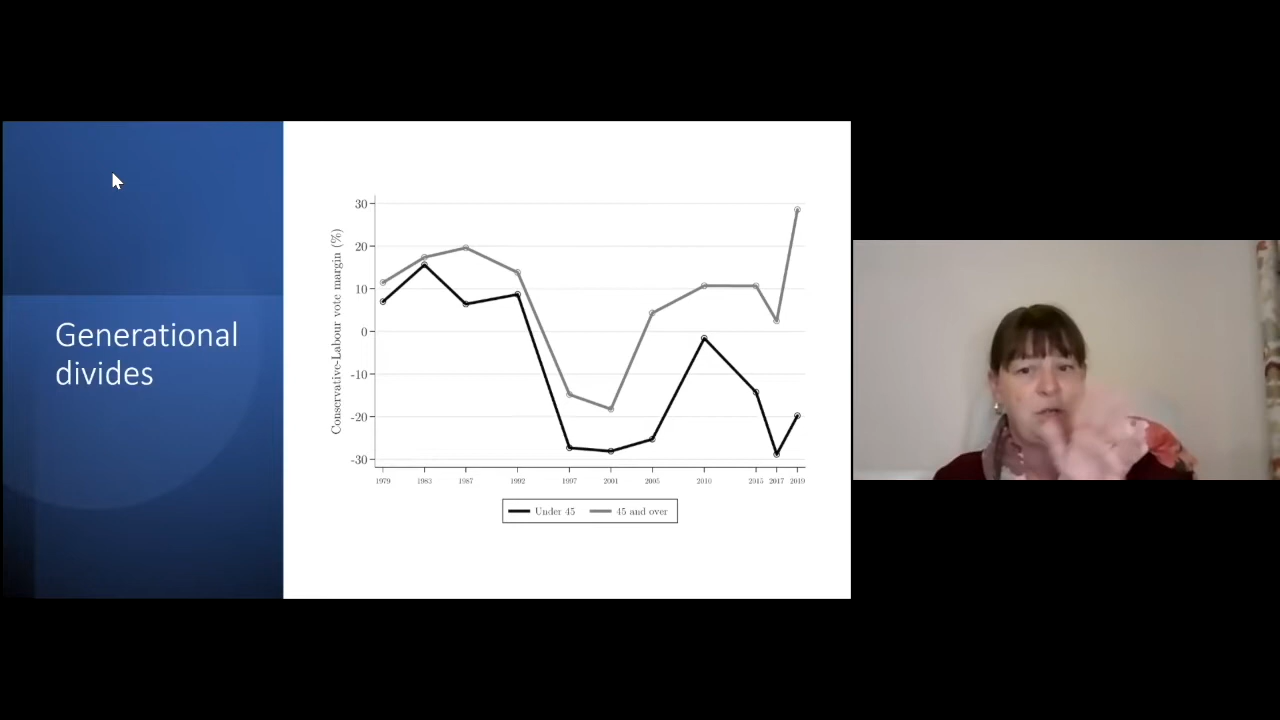 Generational
divides
Conservative-Labour vote margin (%)
30
20
10
0
-10
-20
-30
1979 1983 1987 1992 1997 2001 2005 2010 2015 2017 2019
Under 45 45 and over